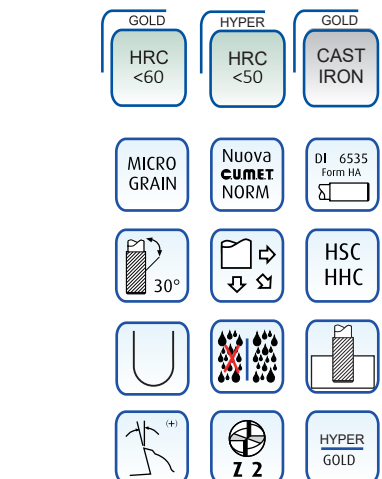 GOLD
HYPER
GOLD
HRC
<60
HRC
<50
CAST
IRON
MICRO
GRAIN
Nuova
C.U.M.E.T.
NORM
DI 6535
Form HA
30°
HSC
HHC
(+)
Z 2
HYPER
GOLD